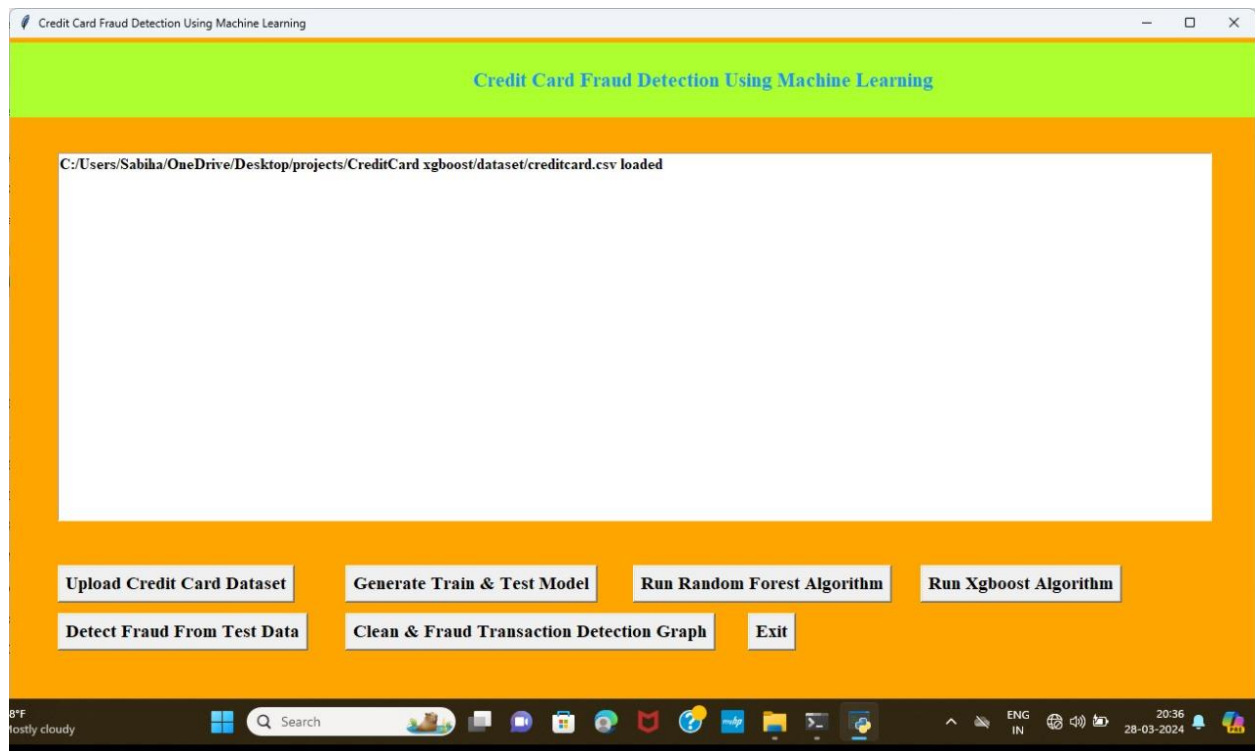 Credit Card Fraud Detection Using Machine Learning
Credit Card Fraud Detection Using Machine Learning
C:/Users/Sabiha/OneDrive/Desktop/projects/CreditCard xgboost/dataset/creditcard.csv loaded
Upload Credit Card Dataset Generate Train & Test Model Run Random Forest Algorithm Run Xgboost Algorithm
Detect Fraud From Test Data Clean & Fraud Transaction Detection Graph Exit
8°F
lostly cloudy
Search
ENG
IN
20:36
28-03-2024